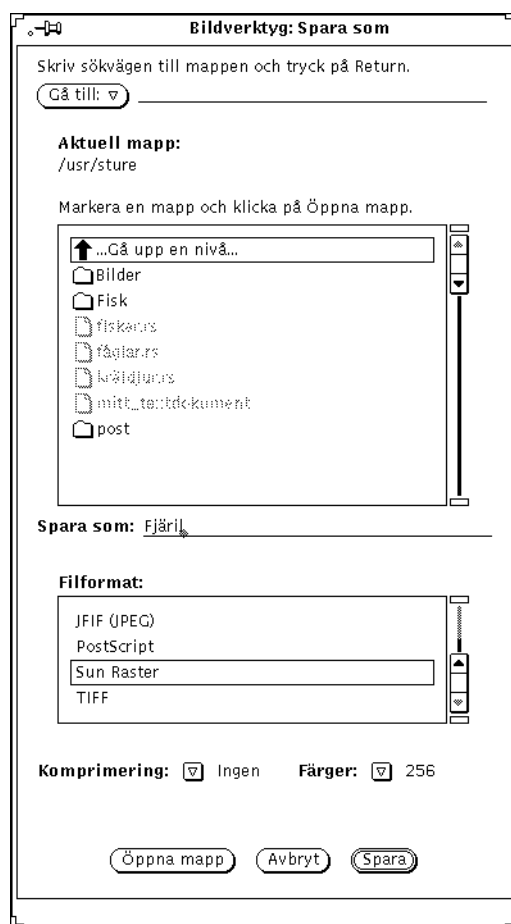 Bildverktyg: Spara som
Skriv sökvägen till mappen och tryck på Return.
Gå till:
Aktuell mapp:
/usr/sture
Markera en mapp och klicka på Öppna mapp.
...Gå upp en nivå...
Bilder
Fisk
fiskar.rs
fåglar.rs
kräldjur.rs
mitt_textdokument
post
Spara som: Fjäril
Filformat:
JFIF (JPEG)
PostScript
Sun Raster
TIFF
Komprimering: Ingen Färger: 256
Öppna mapp Avbryt Spara